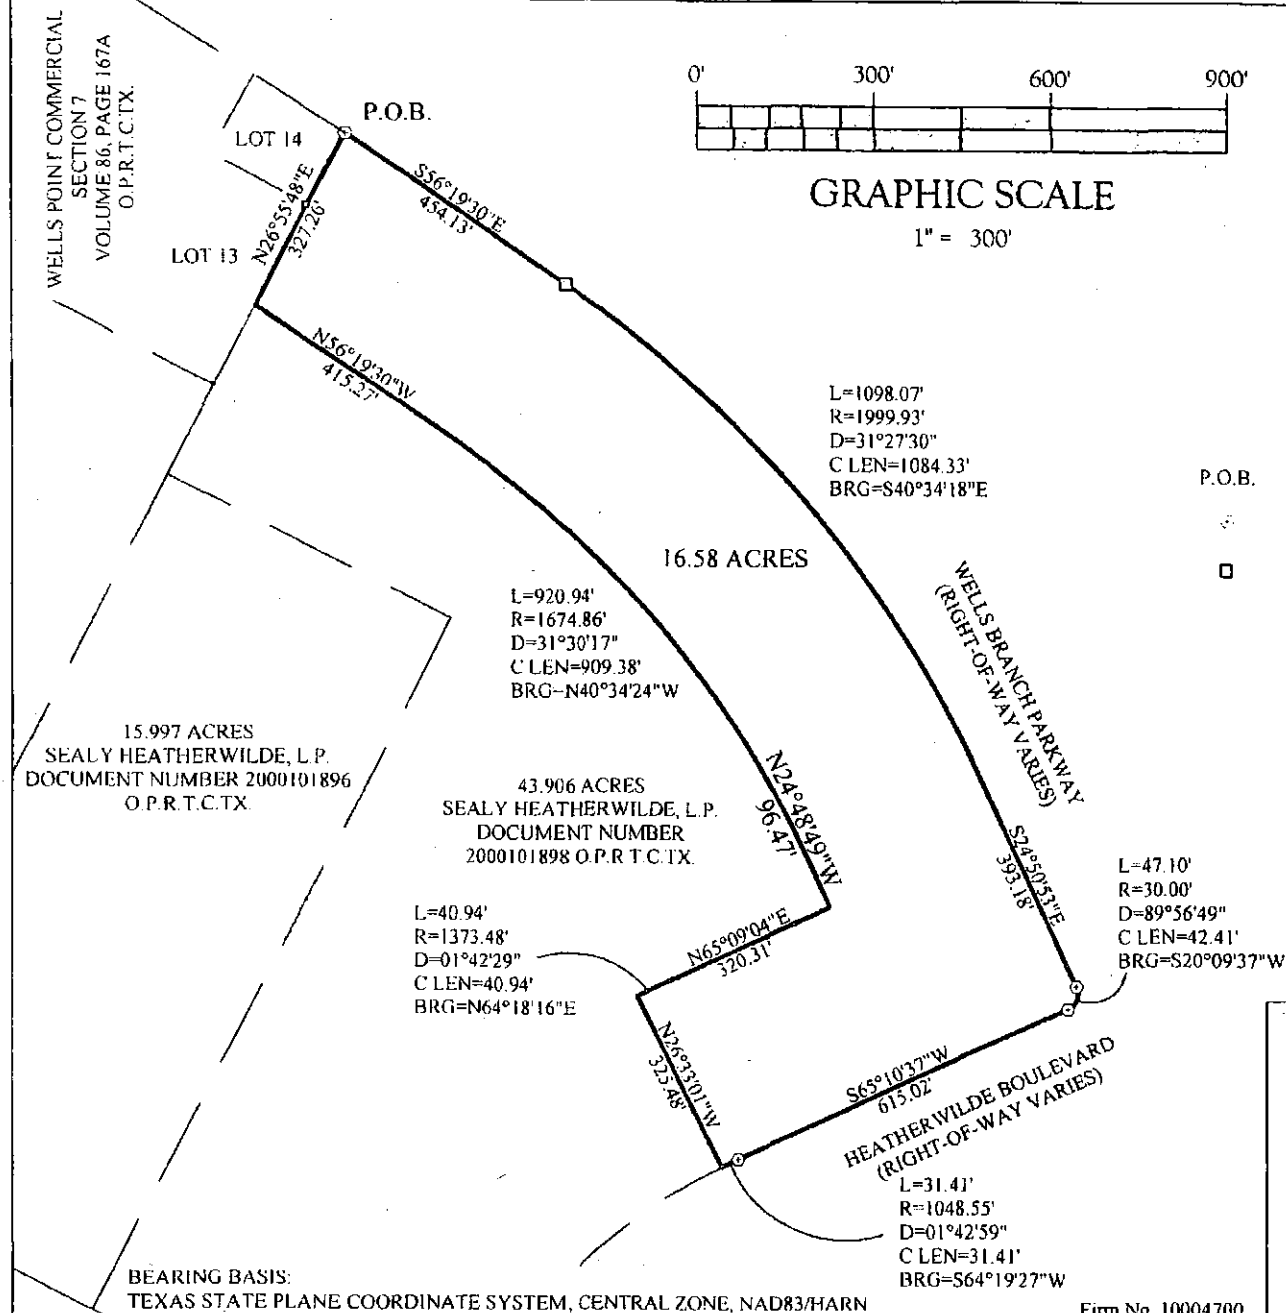 WELLS POINT COMMERCIAL
SECTION 7
VOLUME 86, PAGE 167A
O.P.R.T.C.TX.
LOT 14
P.O.B.
0' 300' 600' 900'
GRAPHIC SCALE
1" = 300'
N26°55'48"E
327.26'
LOT 13
S56°19'30"E
454.13'
N56°19'30"W
415.27'
L=1098.07'
R=1999.93'
D=31°27'30"
C LEN=1084.33'
BRG=S40°34'18"E
P.O.B.
16.58 ACRES
WELLS BRANCH PARKWAY
(RIGHT-OF-WAY VARIES)
L=920.94'
R=1674.86'
D=31°30'17"
C LEN=909.38'
BRG=N40°34'24"W
15.997 ACRES
SEALY HEATHERWILDE, L.P.
DOCUMENT NUMBER 2000101896
O.P.R.T.C.TX.
43.906 ACRES
SEALY HEATHERWILDE, L.P.
DOCUMENT NUMBER
2000101898 O.P.R.T.C.TX.
N24°48'49"W
96.47'
S24°50'53"E
393.18'
L=47.10'
R=30.00'
D=89°56'49"
C LEN=42.41'
BRG=S20°09'37"W
L=40.94'
R=1373.48'
D=01°42'29"
C LEN=40.94'
BRG=N64°18'16"E
N65°09'04"E
320.31'
N26°33'01"W
325.48'
S65°10'37"W
615.02'
HEATHERWILDE BOULEVARD
(RIGHT-OF-WAY VARIES)
L=31.41'
R=1048.55'
D=01°42'59"
C LEN=31.41'
BRG=S64°19'27"W
BEARING BASIS:
TEXAS STATE PLANE COORDINATE SYSTEM, CENTRAL ZONE, NAD83/HARN
Firm No. 10004700